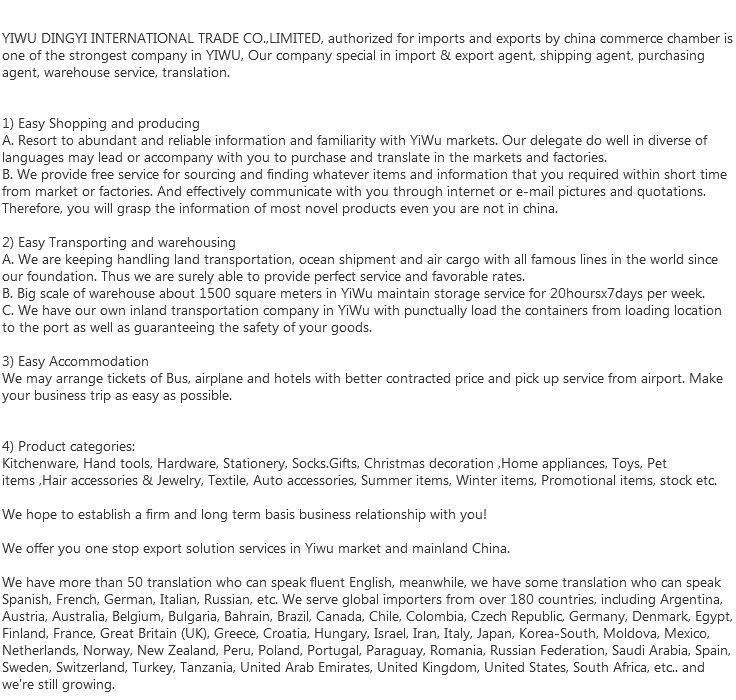 YIWU DINGYI INTERNATIONAL TRADE CO.,LIMITED, authorized for imports and exports by china commerce chamber is
one of the strongest company in YIWU, Our company special in import & export agent, shipping agent, purchasing
agent, warehouse service, translation.
1) Easy Shopping and producing
A. Resort to abundant and reliable information and familiarity with YiWu markets. Our delegate do well in diverse of
languages may lead or accompany with you to purchase and translate in the markets and factories.
B. We provide free service for sourcing and finding whatever items and information that you required within short time
from market or factories. And effectively communicate with you through internet or e-mail pictures and quotations.
Therefore, you will grasp the information of most novel products even you are not in china.
2) Easy Transporting and warehousing
A. We are keeping handling land transportation, ocean shipment and air cargo with all famous lines in the world since
our foundation. Thus we are surely able to provide perfect service and favorable rates.
B. Big scale of warehouse about 1500 square meters in YiWu maintain storage service for 20hoursx7days per week.
C. We have our own inland transportation company in YiWu with punctually load the containers from loading location
to the port as well as guaranteeing the safety of your goods.
3) Easy Accommodation
We may arrange tickets of Bus, airplane and hotels with better contracted price and pick up service from airport. Make
your business trip as easy as possible.
4) Product categories:
Kitchenware, Hand tools, Hardware, Stationery, Socks.Gifts, Christmas decoration ,Home appliances, Toys, Pet
items ,Hair accessories & Jewelry, Textile, Auto accessories, Summer items, Winter items, Promotional items, stock etc.
We hope to establish a firm and long term basis business relationship with you!
We offer you one stop export solution services in Yiwu market and mainland China.
We have more than 50 translation who can speak fluent English, meanwhile, we have some translation who can speak
Spanish, French, German, Italian, Russian, etc. We serve global importers from over 180 countries, including Argentina,
Austria, Australia, Belgium, Bulgaria, Bahrain, Brazil, Canada, Chile, Colombia, Czech Republic, Germany, Denmark, Egypt,
Finland, France, Great Britain (UK), Greece, Croatia, Hungary, Israel, Iran, Italy, Japan, Korea-South, Moldova, Mexico,
Netherlands, Norway, New Zealand, Peru, Poland, Portugal, Paraguay, Romania, Russian Federation, Saudi Arabia, Spain,
Sweden, Switzerland, Turkey, Tanzania, United Arab Emirates, United Kingdom, United States, South Africa, etc.. and
we're still growing.